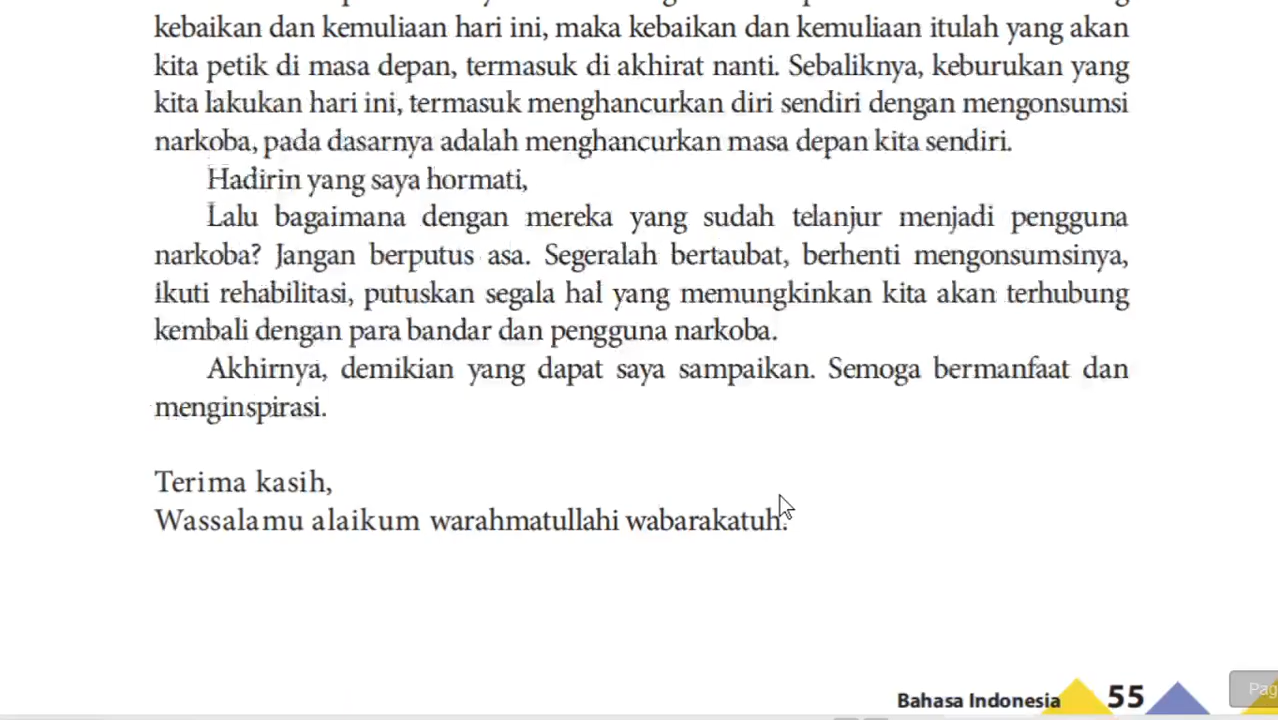 kebaikan dan kemuliaan hari ini, maka kebaikan dan kemuliaan itulah yang akan
kita petik di masa depan, termasuk di akhirat nanti. Sebaliknya, keburukan yang
kita lakukan hari ini, termasuk menghancurkan diri sendiri dengan mengonsumsi
narkoba, pada dasarnya adalah menghancurkan masa depan kita sendiri.
Hadirin yang saya hormati,
Lalu bagaimana dengan mereka yang sudah telanjur menjadi pengguna
narkoba? Jangan berputus asa. Segeralah bertaubat, berhenti mengonsumsinya,
ikuti rehabilitasi, putuskan segala hal yang memungkinkan kita akan terhubung
kembali dengan para bandar dan pengguna narkoba.
Akhirnya, demikian yang dapat saya sampaikan. Semoga bermanfaat dan
menginspirasi.
Terima kasih,
Wassalamu alaikum warahmatullahi wabarakatuh.
Bahasa Indonesia 55